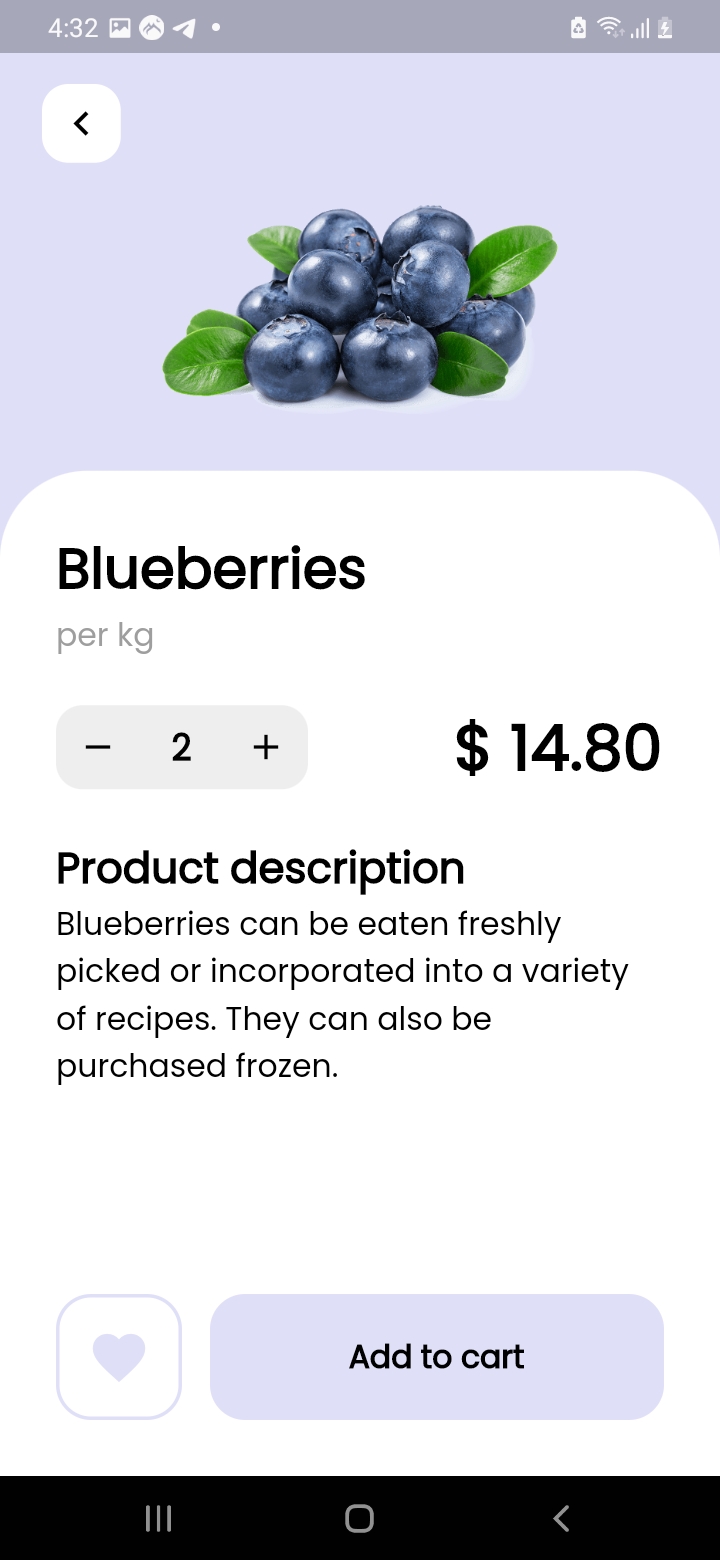 4:32
Blueberries
per kg
− 2 +
$ 14.80
Product description
Blueberries can be eaten freshly
picked or incorporated into a variety
of recipes. They can also be
purchased frozen.
Add to cart